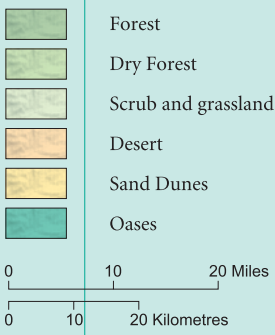 Forest
Dry Forest
Scrub and grassland
Desert
Sand Dunes
Oases
0 10 20 Miles
0 10 20 Kilometres